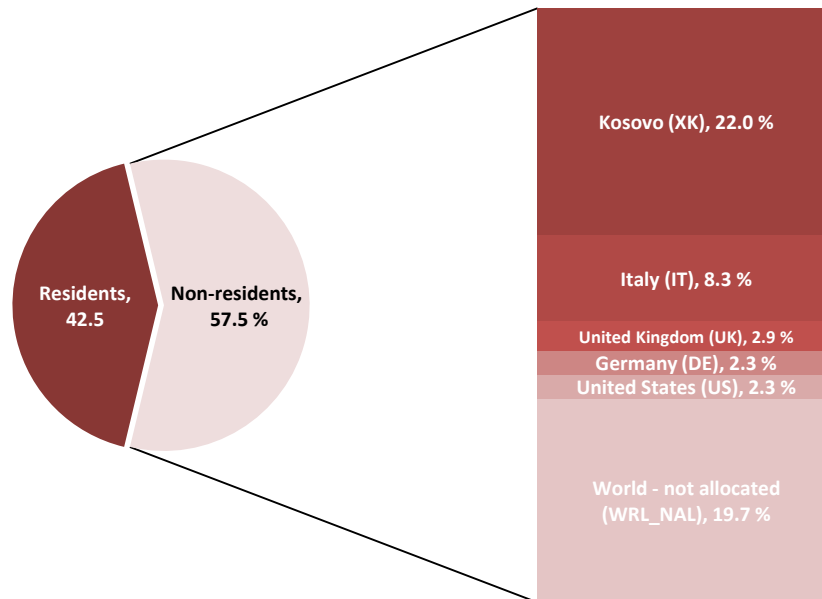 Residents,
42.5
Non-residents,
57.5 %
Kosovo (XK), 22.0 %
Italy (IT), 8.3 %
United Kingdom (UK), 2.9 %
Germany (DE), 2.3 %
United States (US), 2.3 %
World - not allocated
(WRL_NAL), 19.7 %